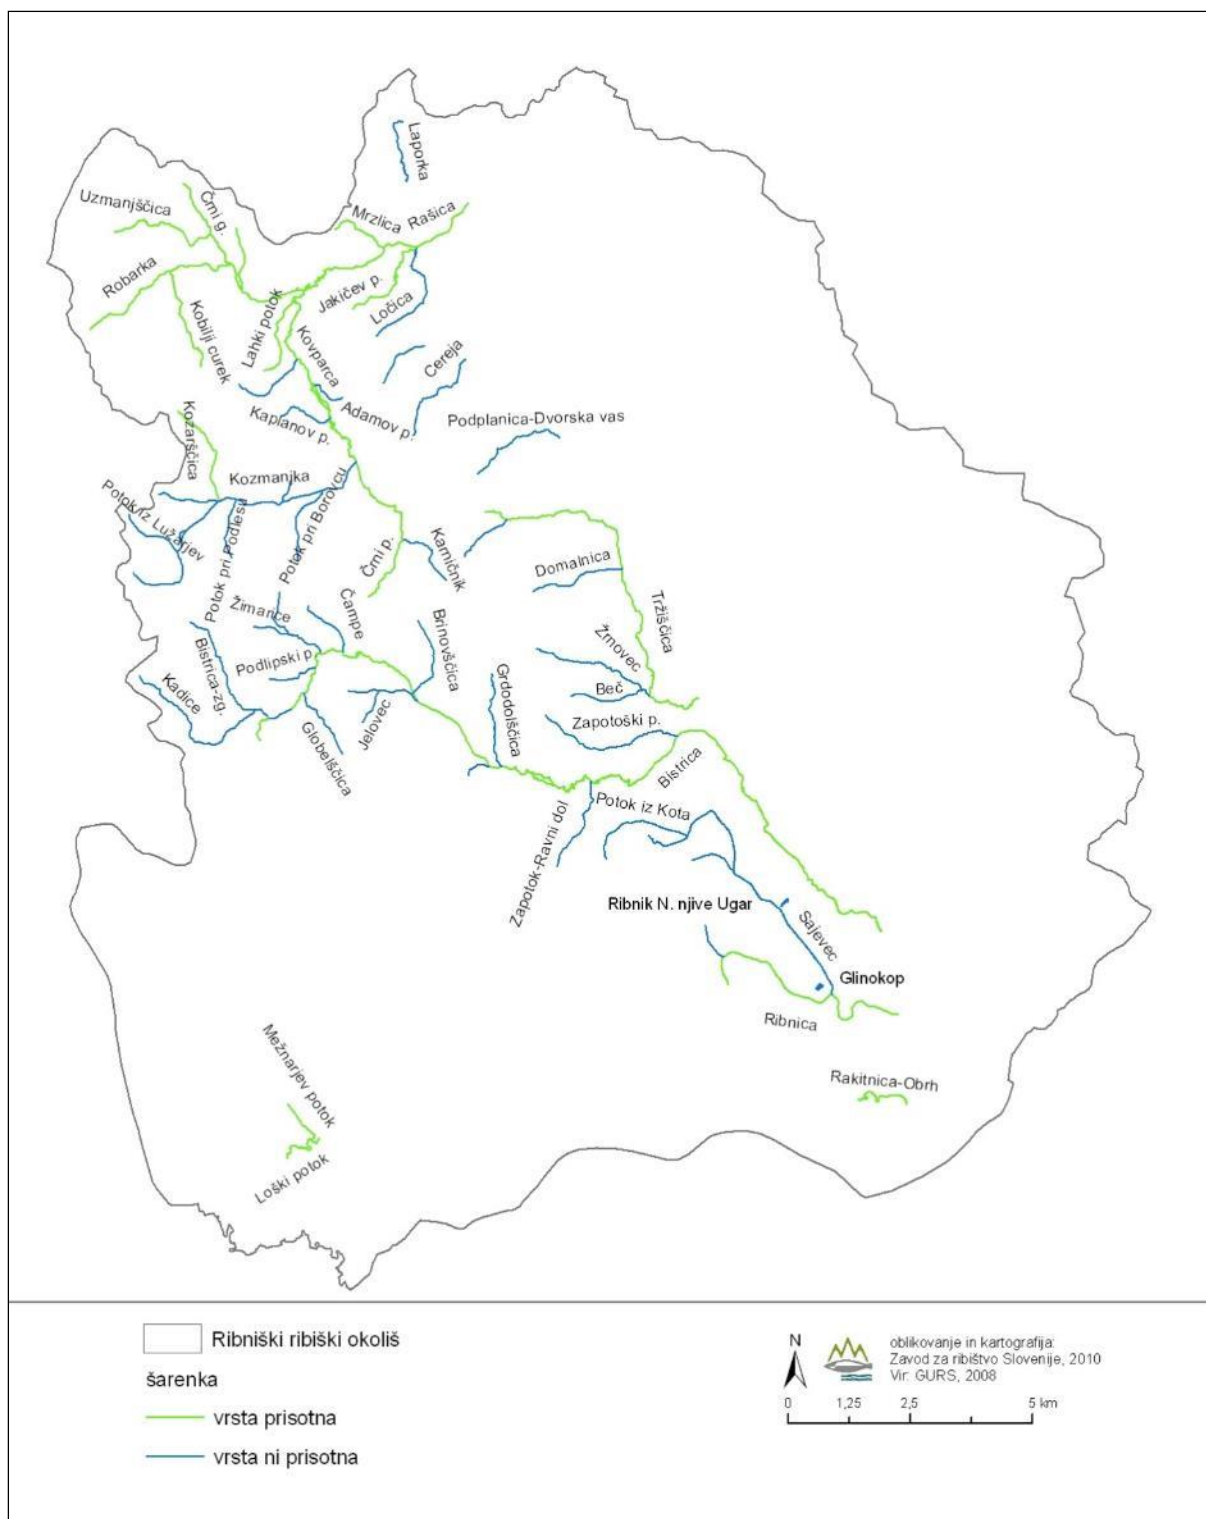 Laporka
Uzmanjščica
Črni g.
Mrzlica
Rašica
Robarka
Kobilji curek
Lahki potok
Jakičev p.
Ločica
Kovparca
Cereja
Kaplanov p.
Adamov p.
Podplanica-Dvorska vas
Kozarščica
Kozmanjka
Potok iz Lužarjev
Potok pri Podlesu
Potok pri Borovcu
Črni p.
Kamičnik
Domalnica
Tržiščica
Žimarice
Čampe
Brinovščica
Žrnovec
Bistrica-zg.
Podlipski p.
Kadice
Globelščica
Jelovec
Grdodolščica
Beč
Zapotoški p.
Bistrica
Zapotok-Ravni dol
Potok iz Kota
Ribnik N. njive Ugar
Sajevec
Glinokop
Ribnica
Rakitnica-Obrh
Mežnarjev potok
Loški potok
Ribniški ribiški okoliš
šarenka
vrsta prisotna
vrsta ni prisotna
N
oblikovanje in kartografija:
Zavod za ribištvo Slovenije, 2010
Vir: GURS, 2008
0 1,25 2,5 5 km